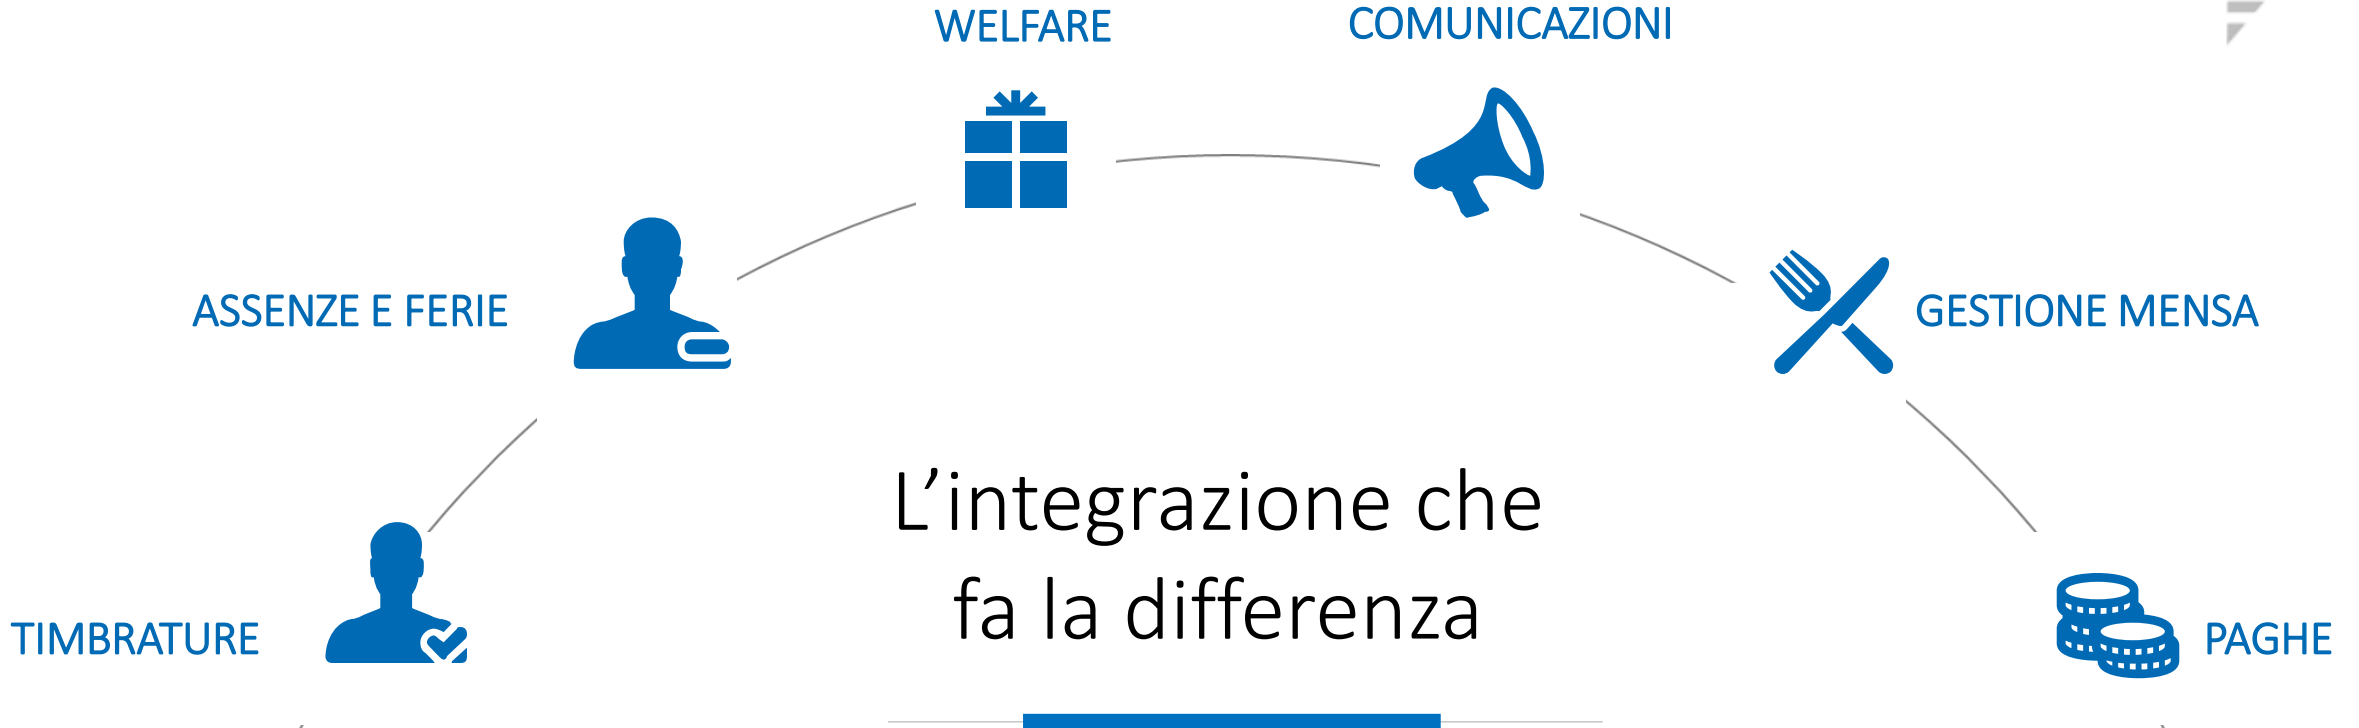 WELFARE
COMUNICAZIONI
ASSENZE E FERIE
GESTIONE MENSA
L’integrazione che
fa la differenza
TIMBRATURE
PAGHE